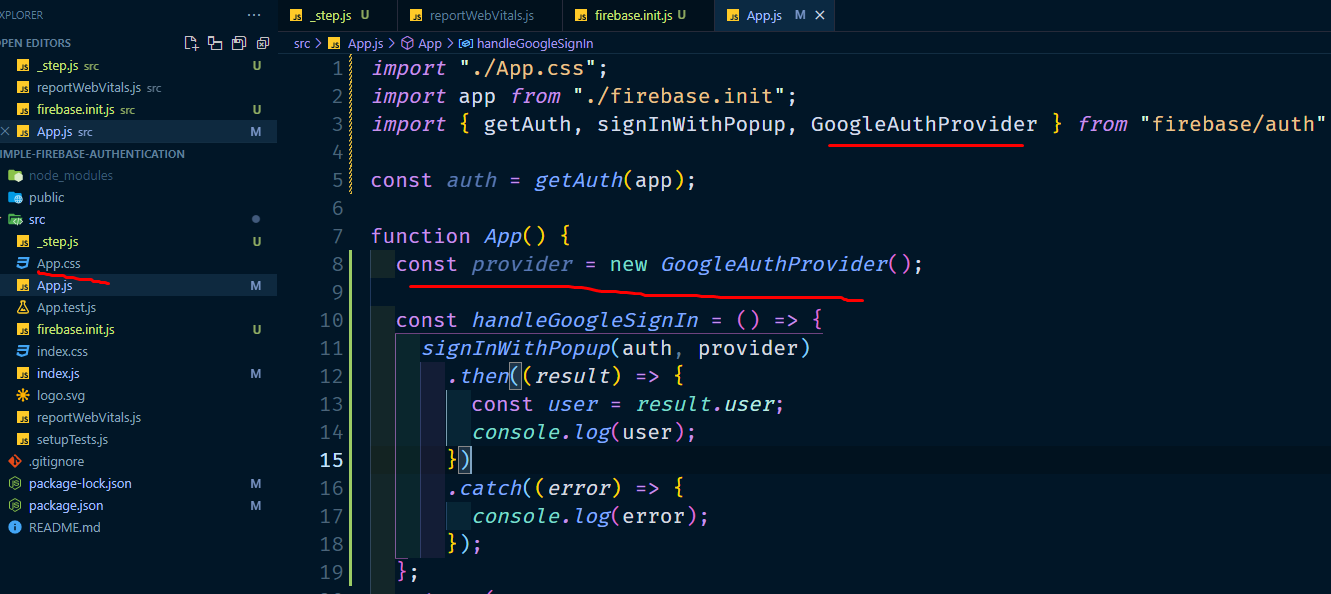 XPLORER ...
PEN EDITORS
_step.js src U
reportWebVitals.js src
firebase.init.js src U
App.js src M
IMPLE-FIREBASE-AUTHENTICATION
node_modules
public
src
_step.js U
App.css
App.js M
App.test.js
firebase.init.js U
index.css
index.js M
logo.svg
reportWebVitals.js
setupTests.js
.gitignore
package-lock.json M
package.json M
README.md
_step.js U reportWebVitals.js firebase.init.js U App.js M
src > App.js > App > handleGoogleSignIn
1 import "./App.css";
2 import app from "./firebase.init";
3 import { getAuth, signInWithPopup, GoogleAuthProvider } from "firebase/auth"
4
5 const auth = getAuth(app);
6
7 function App() {
8 const provider = new GoogleAuthProvider();
9
10 const handleGoogleSignIn = () => {
11 signInWithPopup(auth, provider)
12 .then((result) => {
13 const user = result.user;
14 console.log(user);
15 })
16 .catch((error) => {
17 console.log(error);
18 });
19 };